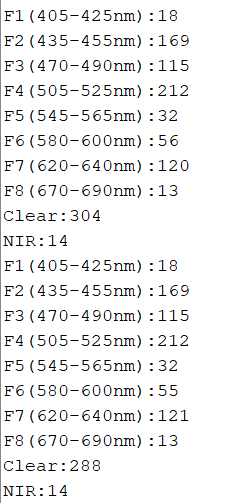 F1(405-425nm):18
F2(435-455nm):169
F3(470-490nm):115
F4(505-525nm):212
F5(545-565nm):32
F6(580-600nm):56
F7(620-640nm):120
F8(670-690nm):13
Clear:304
NIR:14
F1(405-425nm):18
F2(435-455nm):169
F3(470-490nm):115
F4(505-525nm):212
F5(545-565nm):32
F6(580-600nm):55
F7(620-640nm):121
F8(670-690nm):13
Clear:288
NIR:14